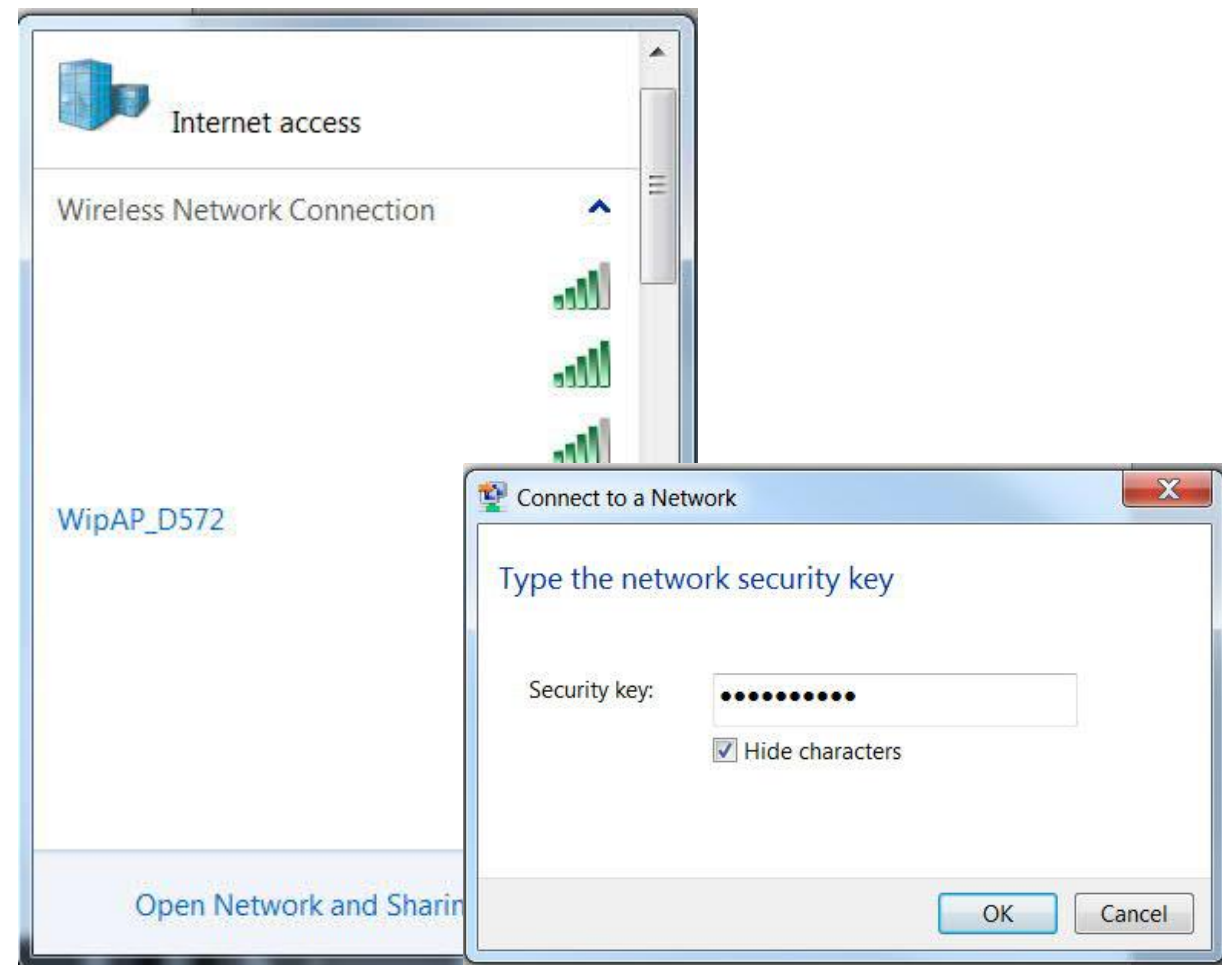 Internet access
Wireless Network Connection
WipAP_D572
Open Network and Sharin
Connect to a Network
X
Type the network security key
Security key: ••••••••••
Hide characters
OK Cancel